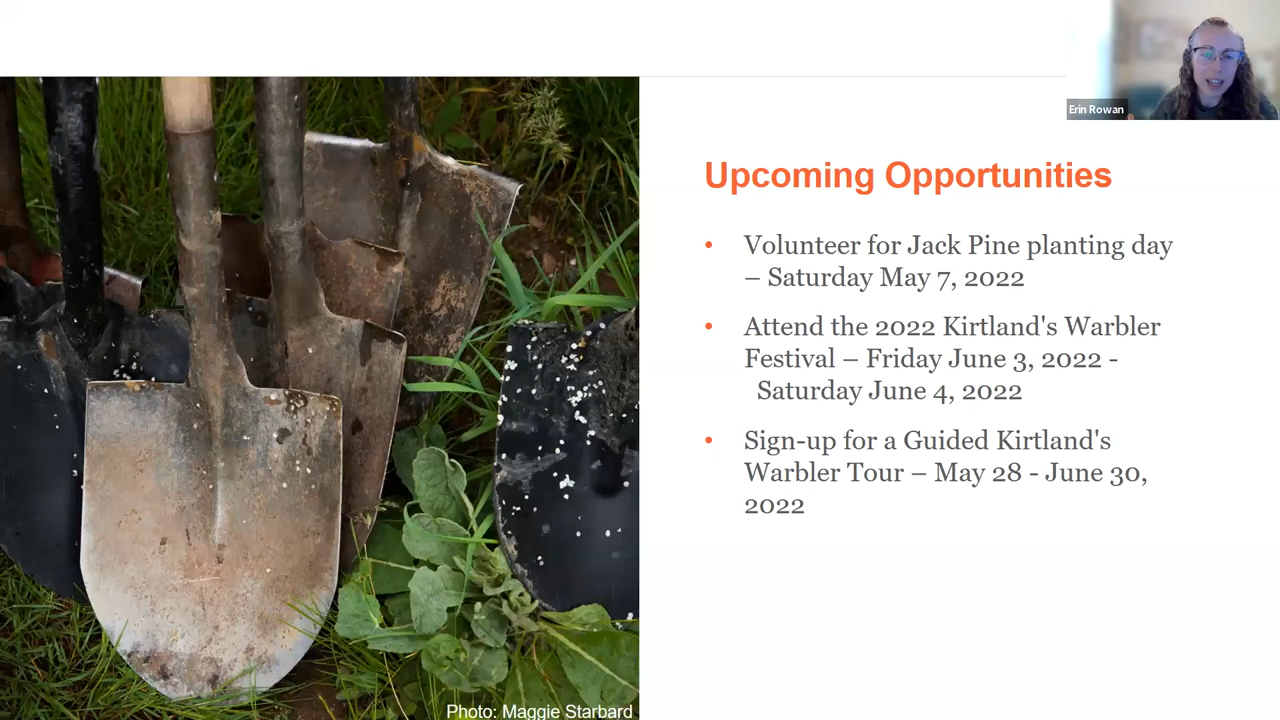 Erin Rowan
Upcoming Opportunities
• Volunteer for Jack Pine planting day
– Saturday May 7, 2022
• Attend the 2022 Kirtland's Warbler
Festival – Friday June 3, 2022 -
Saturday June 4, 2022
• Sign-up for a Guided Kirtland's
Warbler Tour – May 28 - June 30,
2022
Photo: Maggie Starbard